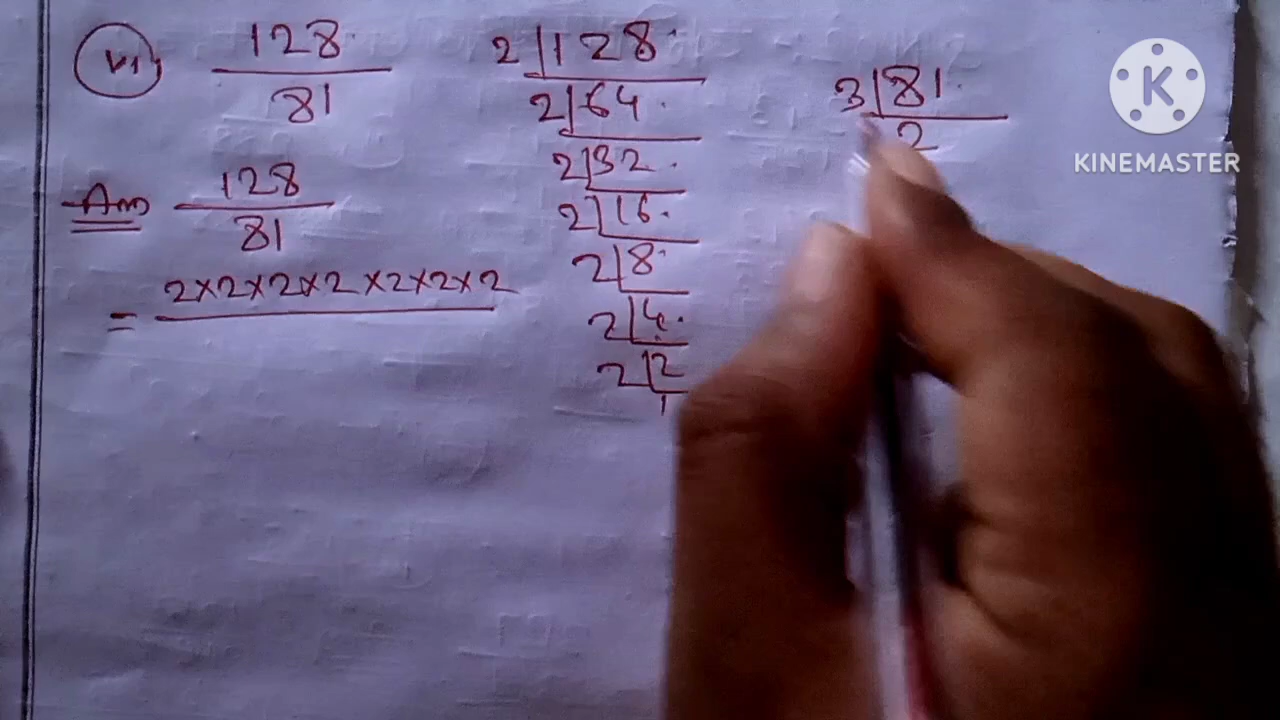 (vi) 128
81
Ans 128
81
= 2×2×2×2×2×2×2
2 | 128
2 | 64
2 | 32
2 | 16
2 | 8
2 | 4
2 | 2
1
3 | 81
2
K
KINEMASTER